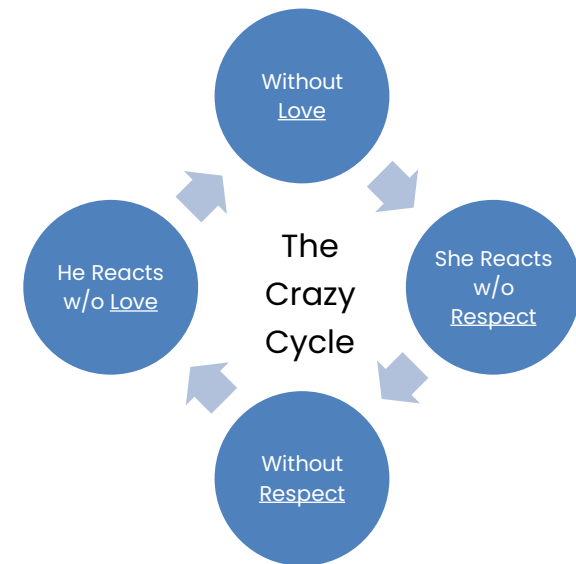 Without
Love
She Reacts
w/o
Respect
Without
Respect
He Reacts
w/o Love
The
Crazy
Cycle